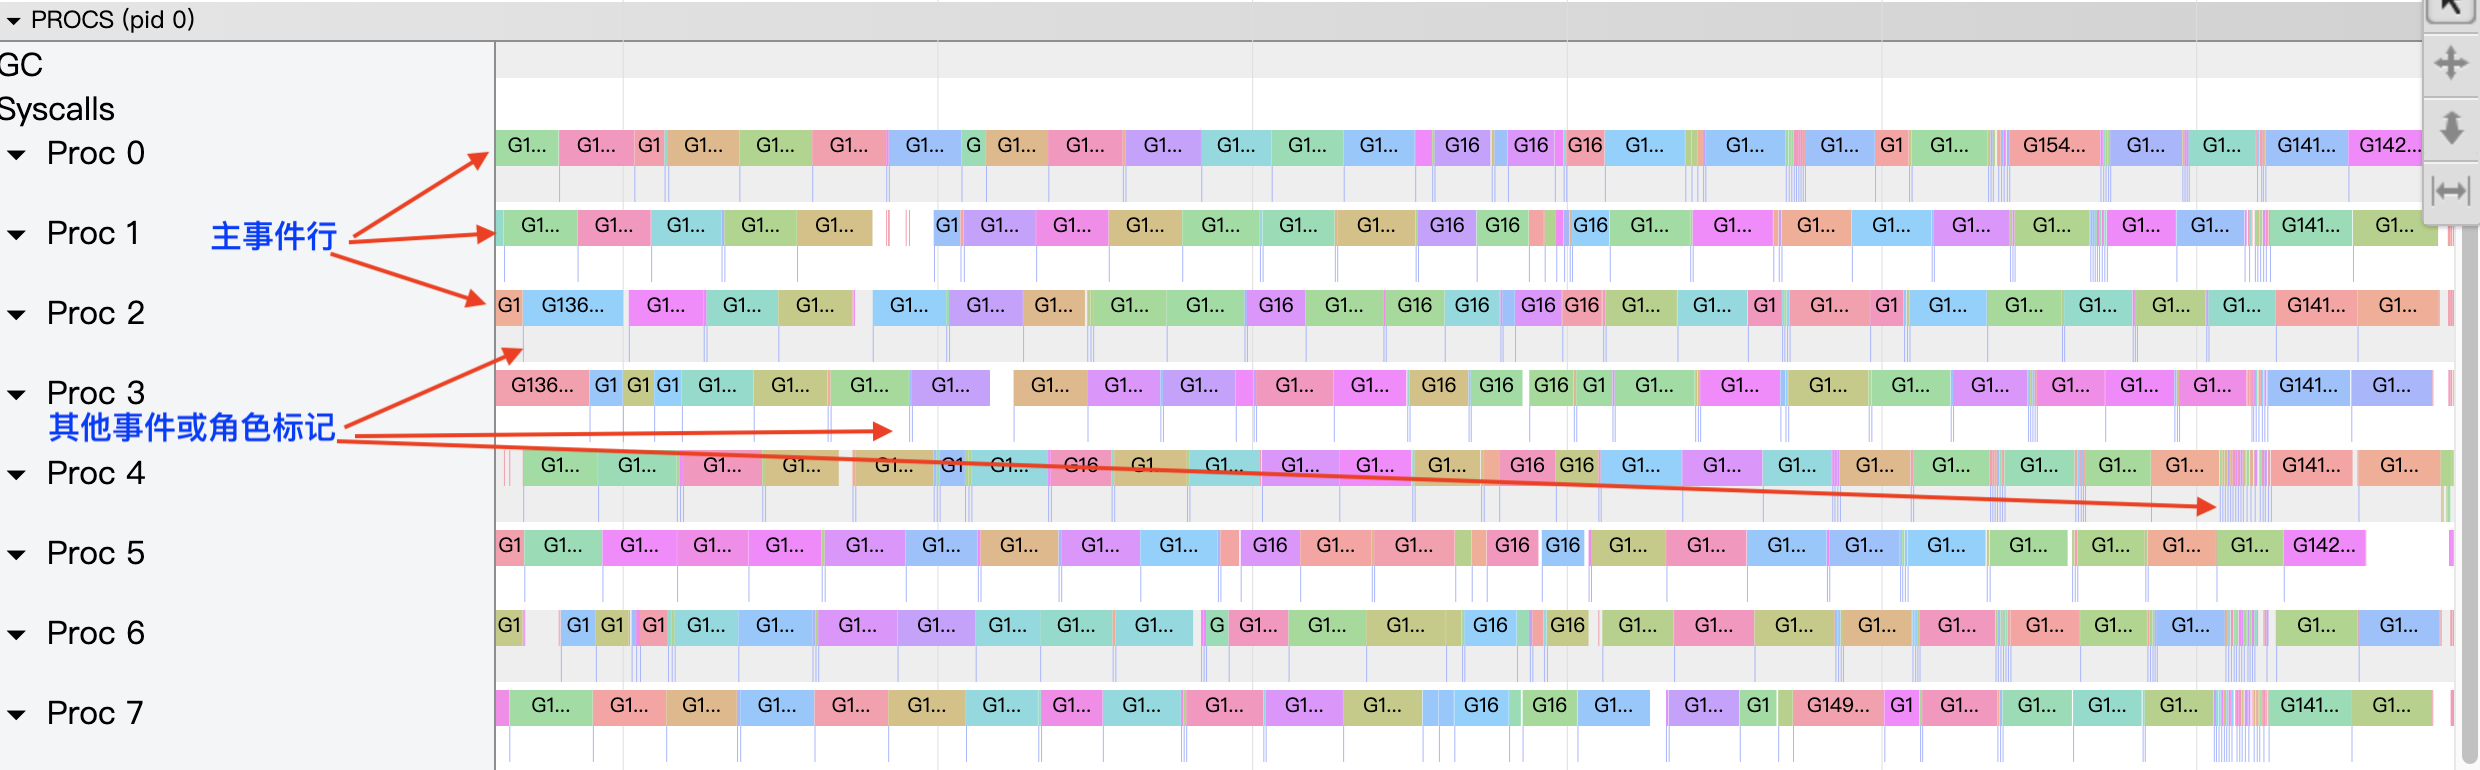 PROCS (pid 0)
GC
Syscalls
Proc 0
G1... G1... G1 G1... G1... G1... G1... G G1... G1... G1... G1... G1... G1... G16 G16 G16 G1... G1... G1... G1 G1... G154... G1... G1... G141... G142...
Proc 1
G1... G1... G1... G1... G1... G1 G1... G1... G1... G1... G1... G1... G16 G16 G16 G1... G1... G1... G1... G1... G1... G1... G1... G141... G1...
主事件行
Proc 2
G1 G136... G1... G1... G1... G1... G1... G1... G1... G1... G16 G1... G16 G16 G16 G16 G1... G1... G1 G1... G1 G1... G1... G1... G1... G1... G141... G1...
Proc 3
G136... G1 G1 G1 G1... G1... G1... G1... G1... G1... G1... G1... G1... G16 G16 G16 G1 G1... G1... G1... G1... G1... G1... G1... G1... G141... G1...
其他事件或角色标记
Proc 4
G1... G1... G1... G1... G1... G1 G1... G16 G1... G1... G1... G1... G1... G16 G16 G1... G1... G1... G1... G1... G1... G1... G1... G141... G1...
Proc 5
G1 G1... G1... G1... G1... G1... G1... G1... G1... G1... G16 G1... G1... G16 G16 G1... G1... G1... G1... G1... G1... G1... G1... G1... G142...
Proc 6
G1 G1 G1 G1 G1... G1... G1... G1... G1... G1... G1... G G1... G1... G1... G16 G16 G1... G1... G1... G1... G1... G1... G1... G1... G1... G1...
Proc 7
G1... G1... G1... G1... G1... G1... G1... G1... G1... G1... G1... G1... G16 G16 G1... G1... G1 G149... G1 G1... G1... G1... G1... G141... G1...